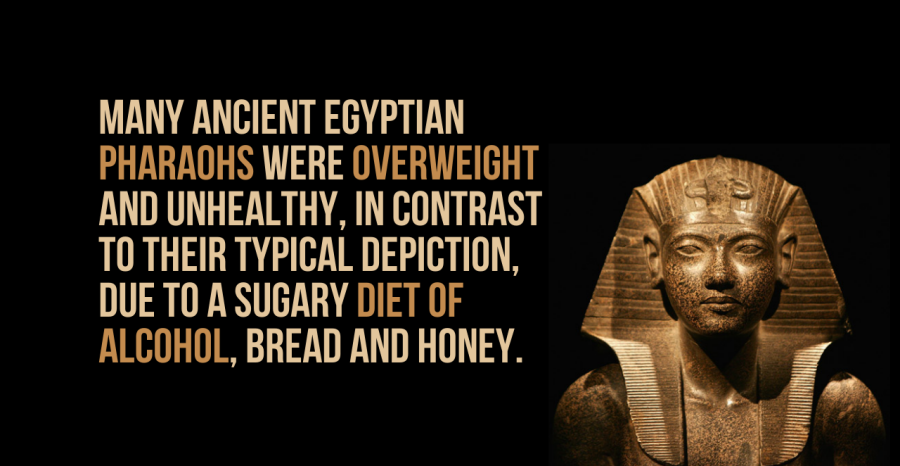 MANY ANCIENT EGYPTIAN
PHARAOHS WERE OVERWEIGHT
AND UNHEALTHY, IN CONTRAST
TO THEIR TYPICAL DEPICTION,
DUE TO A SUGARY DIET OF
ALCOHOL, BREAD AND HONEY.